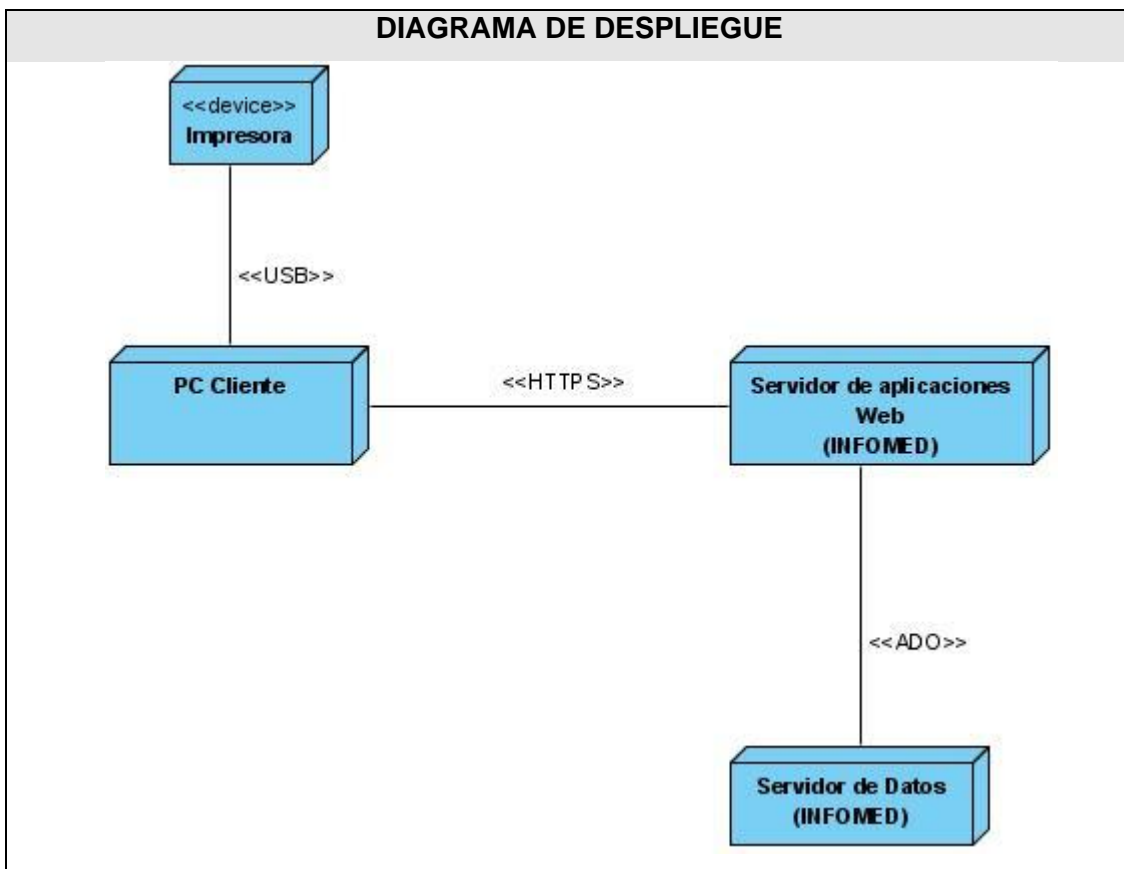 DIAGRAMA DE DESPLIEGUE
<<device>>
Impresora
<<USB>>
PC Cliente
<<HTTPS>>
Servidor de aplicaciones
Web
(INFOMED)
<<ADO>>
Servidor de Datos
(INFOMED)